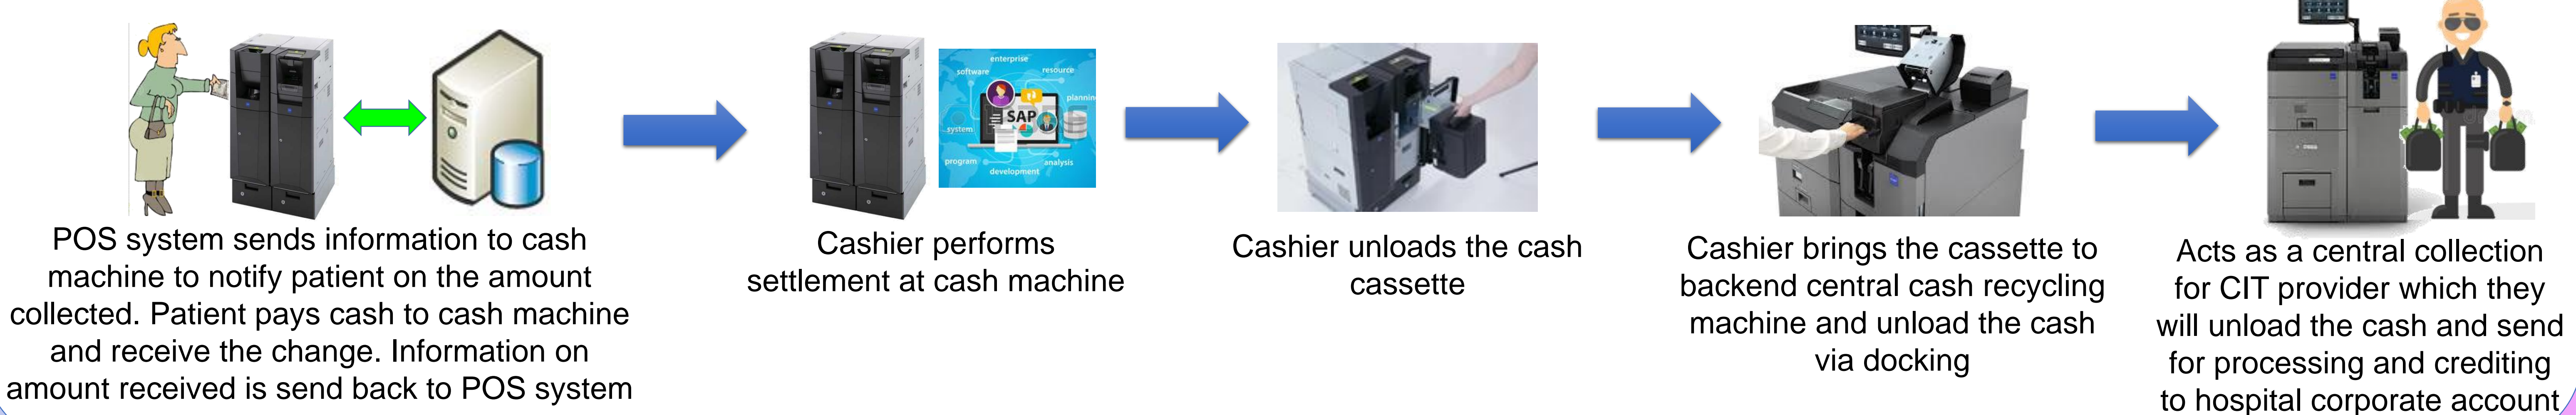 POS system sends information to cash
machine to notify patient on the amount
collected. Patient pays cash to cash machine
and receive the change. Information on
amount received is send back to POS system
enterprise
software
resource
planning
SAP
system
program
analysis
development
Cashier performs
settlement at cash machine
Cashier unloads the cash
cassette
Cashier brings the cassette to
backend central cash recycling
machine and unload the cash
via docking
Acts as a central collection
for CIT provider which they
will unload the cash and send
for processing and crediting
to hospital corporate account